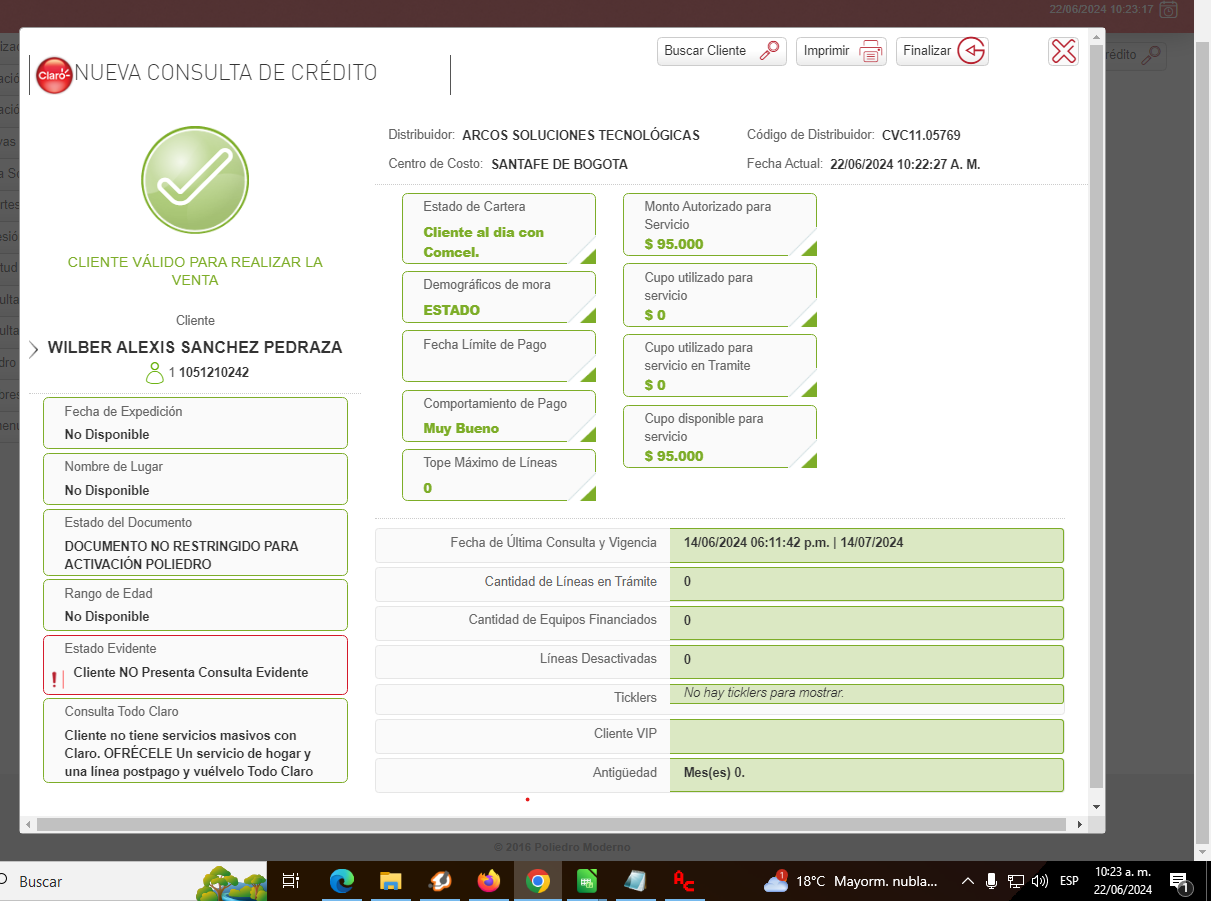 22/06/2024 10:23:17
Buscar Cliente
Imprimir
Finalizar
Claro
NUEVA CONSULTA DE CRÉDITO
Distribuidor: ARCOS SOLUCIONES TECNOLÓGICAS
Código de Distribuidor: CVC11.05769
Centro de Costo: SANTAFE DE BOGOTA
Fecha Actual: 22/06/2024 10:22:27 A. M.
CLIENTE VÁLIDO PARA REALIZAR LA
VENTA
Cliente
WILBER ALEXIS SANCHEZ PEDRAZA
1 1051210242
Fecha de Expedición
No Disponible
Nombre de Lugar
No Disponible
Estado del Documento
DOCUMENTO NO RESTRINGIDO PARA
ACTIVACIÓN POLIEDRO
Rango de Edad
No Disponible
Estado Evidente
! Cliente NO Presenta Consulta Evidente
Consulta Todo Claro
Cliente no tiene servicios masivos con
Claro. OFRÉCELE Un servicio de hogar y
una línea postpago y vuélvelo Todo Claro
Estado de Cartera
Cliente al dia con
Comcel.
Demográficos de mora
ESTADO
Fecha Límite de Pago
Comportamiento de Pago
Muy Bueno
Tope Máximo de Líneas
0
Monto Autorizado para
Servicio
$ 95.000
Cupo utilizado para
servicio
$ 0
Cupo utilizado para
servicio en Tramite
$ 0
Cupo disponible para
servicio
$ 95.000
Fecha de Última Consulta y Vigencia 14/06/2024 06:11:42 p.m. | 14/07/2024
Cantidad de Líneas en Trámite 0
Cantidad de Equipos Financiados 0
Líneas Desactivadas 0
Ticklers No hay ticklers para mostrar.
Cliente VIP
Antigüedad Mes(es) 0.
© 2016 Poliedro Moderno
Buscar
18°C Mayorm. nubla...
ESP
10:23 a. m.
22/06/2024
1